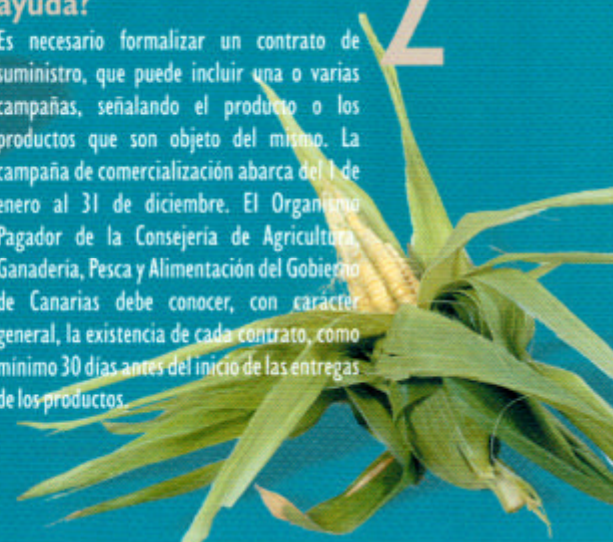 ayuda?
2
Es necesario formalizar un contrato de
suministro, que puede incluir una o varias
campañas, señalando el producto o los
productos que son objeto del mismo. La
campaña de comercialización abarca del 1 de
enero al 31 de diciembre. El Organismo
Pagador de la Consejería de Agricultura,
Ganadería, Pesca y Alimentación del Gobierno
de Canarias debe conocer, con carácter
general, la existencia de cada contrato, como
mínimo 30 días antes del inicio de las entregas
de los productos.